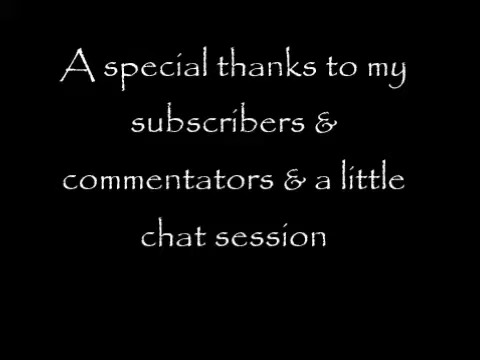 A special thanks to my
subscribers &
commentators & a little
chat session